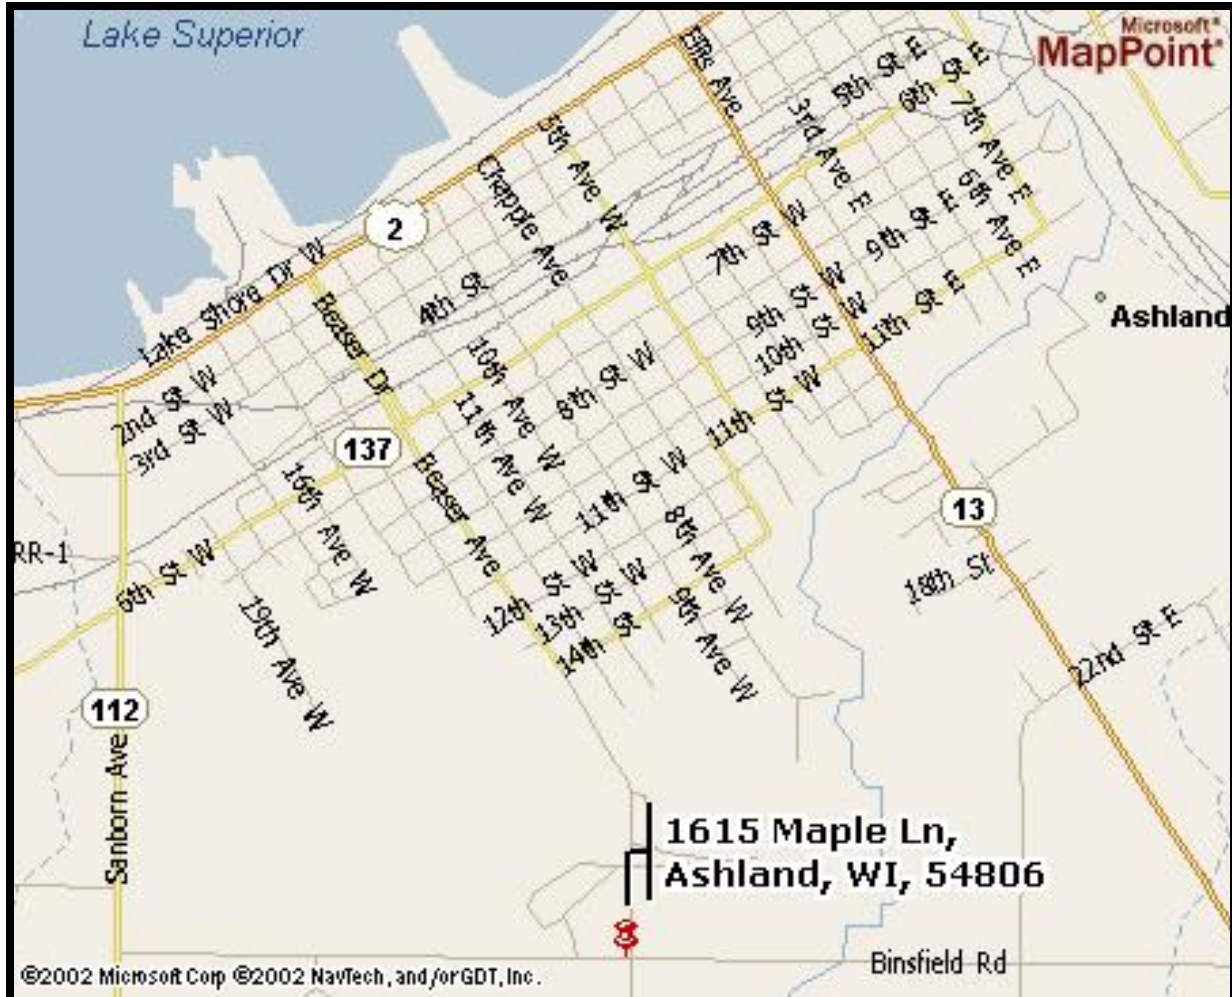 Lake Superior
Microsoft®
MapPoint®
Ellis Ave
5th St E
6th St E
7th Ave E
3rd Ave E
5th Ave W
Chapple Ave
2
6th Ave E
9th St E
7th St W
Lake Shore Dr W
Beaser Dr
4th St
11th St E
9th St W
10th St W
Ashland
10th Ave W
8th St W
2nd St W
3rd St W
11th Ave W
11th St W
137
16th Ave W
Beaser Ave
11th St W
8th Ave W
13
RR-1
6th St W
18th St
12th St W
13th St W
14th St
9th Ave W
19th Ave W
22nd St E
112
Sanborn Ave
1615 Maple Ln,
Ashland, WI, 54806
Binsfield Rd
©2002 Microsoft Corp ©2002 NavTech, and/or GDT, Inc.